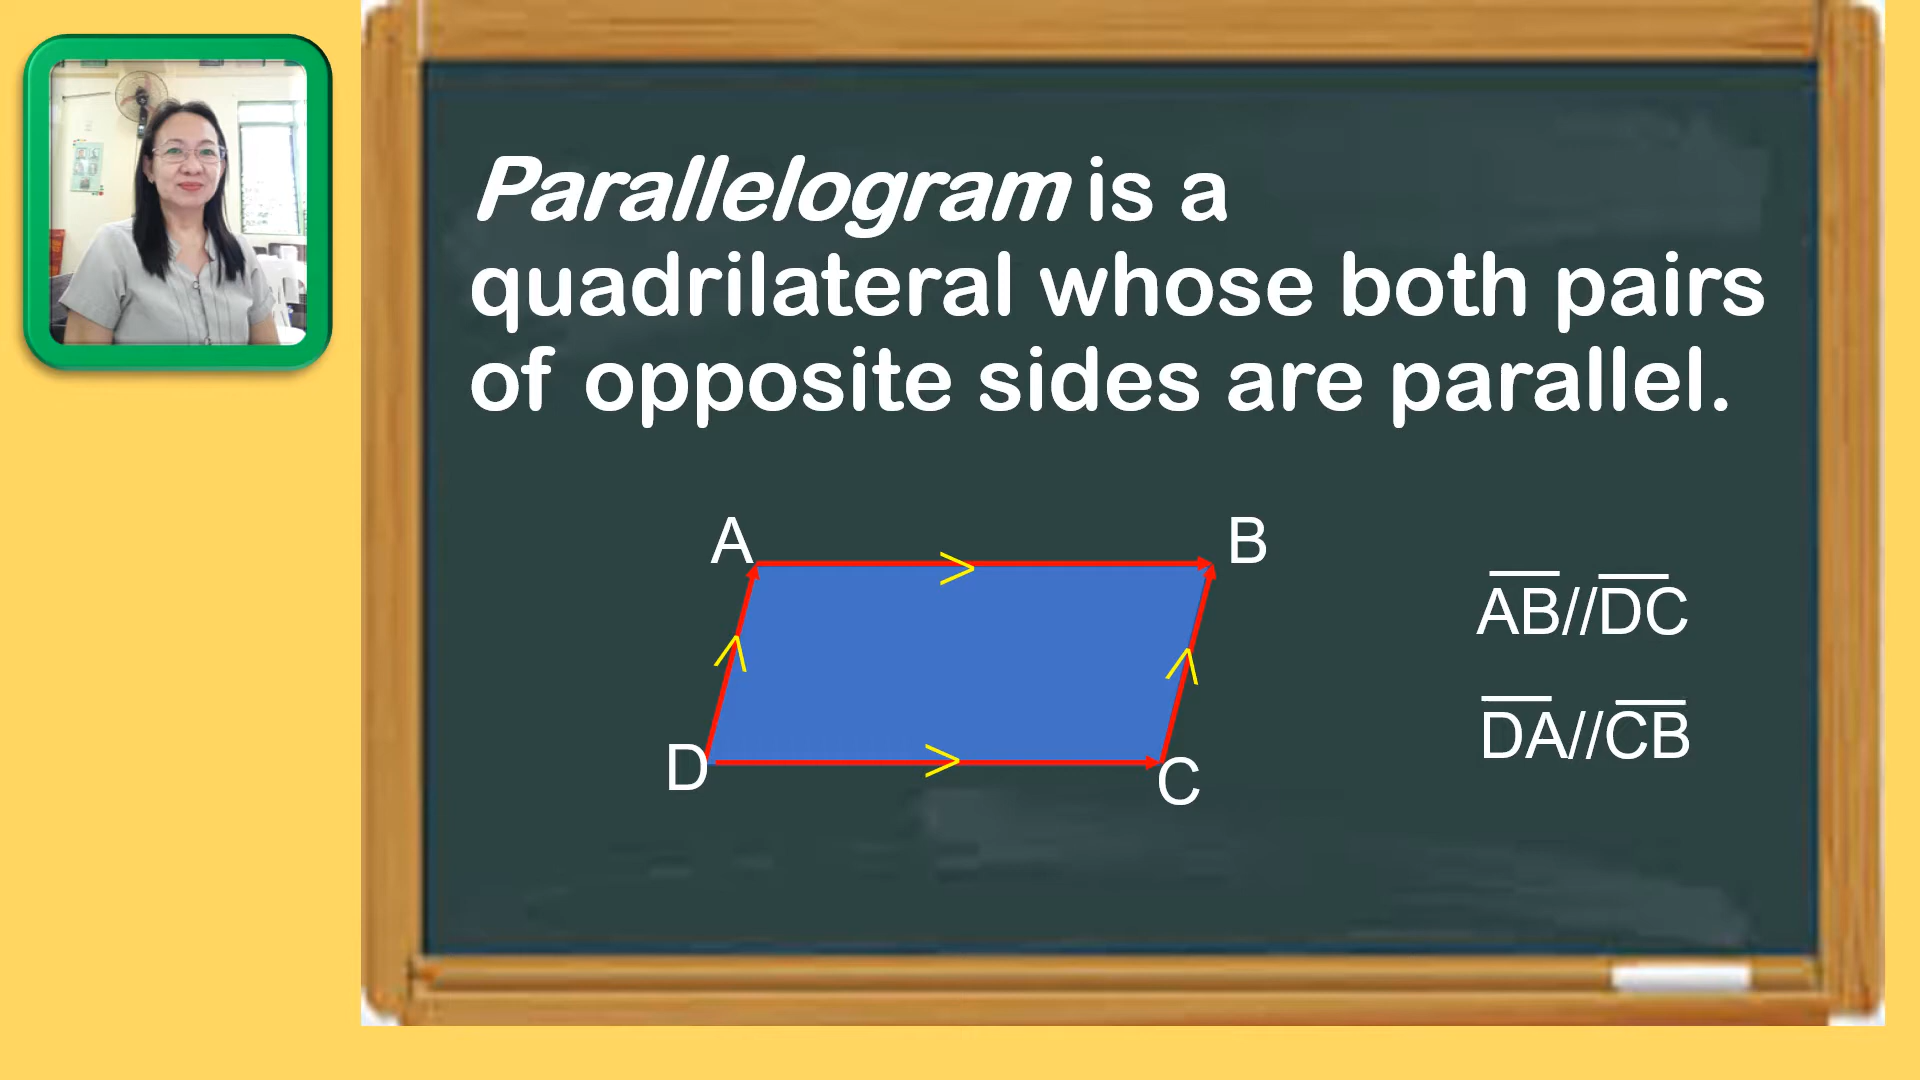 Parallelogram is a
quadrilateral whose both pairs
of opposite sides are parallel.
A
B
>
AB//DC
>
>
DA//CB
D
>
C